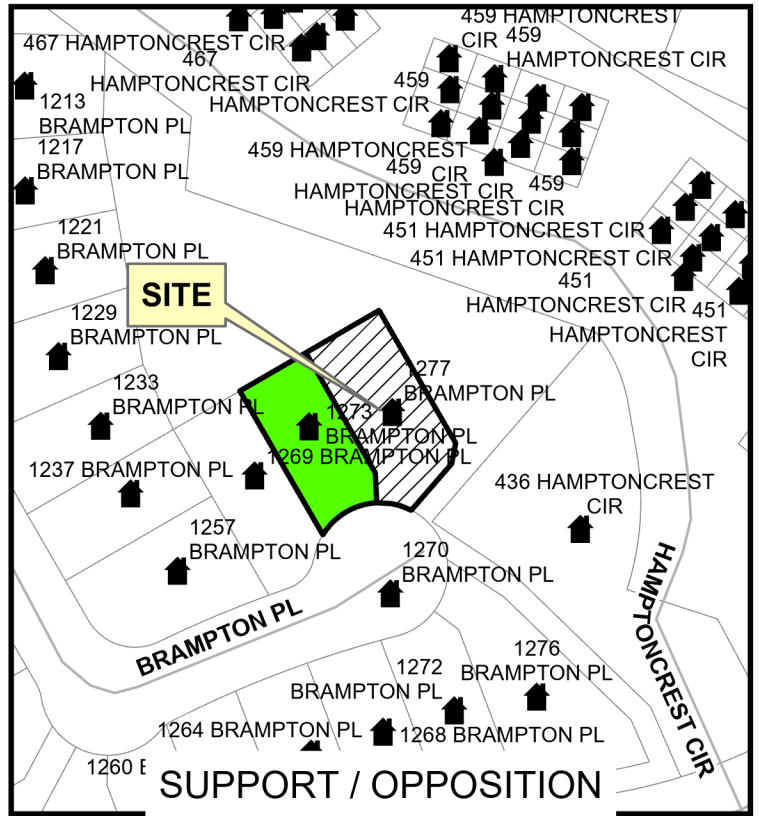 459 HAMPTONCREST
CIR
459
HAMPTONCREST CIR
467 HAMPTONCREST CIR
467
HAMPTONCREST CIR
459
HAMPTONCREST CIR
1213
BRAMPTON PL
1217
BRAMPTON PL
459 HAMPTONCREST
CIR
459
HAMPTONCREST CIR
459
HAMPTONCREST CIR
1221
BRAMPTON PL
451 HAMPTONCREST CIR
451 HAMPTONCREST CIR
451
HAMPTONCREST CIR
451
HAMPTONCREST
CIR
SITE
1229
BRAMPTON PL
1277
BRAMPTON PL
1233
BRAMPTON PL
1273
BRAMPTON PL
1269 BRAMPTON PL
1237 BRAMPTON PL
436 HAMPTONCREST
CIR
1257
BRAMPTON PL
1270
BRAMPTON PL
HAMPTONCREST CIR
BRAMPTON PL
1276
BRAMPTON PL
1272
BRAMPTON PL
1264 BRAMPTON PL
1268 BRAMPTON PL
1260
SUPPORT / OPPOSITION